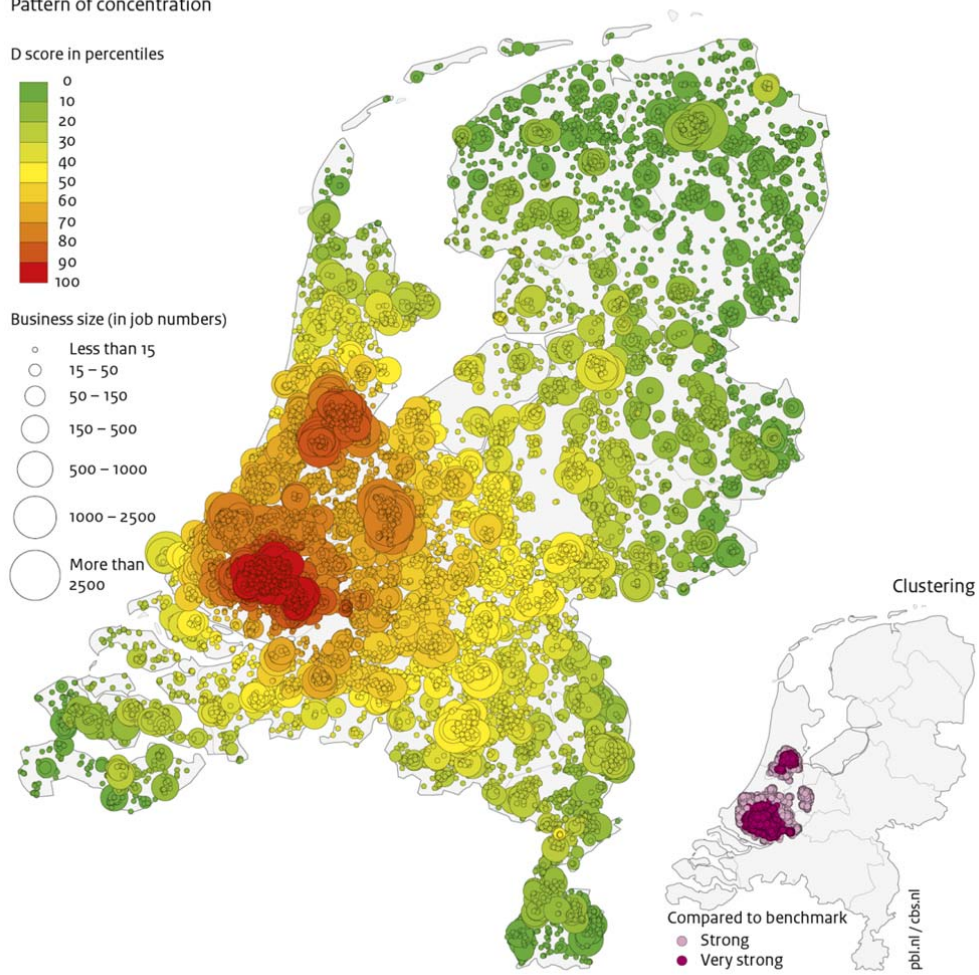 Pattern of concentration
D score in percentiles
0
10
20
30
40
50
60
70
80
90
100
Business size (in job numbers)
Less than 15
15 – 50
50 – 150
150 – 500
500 – 1000
1000 – 2500
More than
2500
Clustering
Compared to benchmark
Strong
Very strong
pbl.nl / cbs.nl